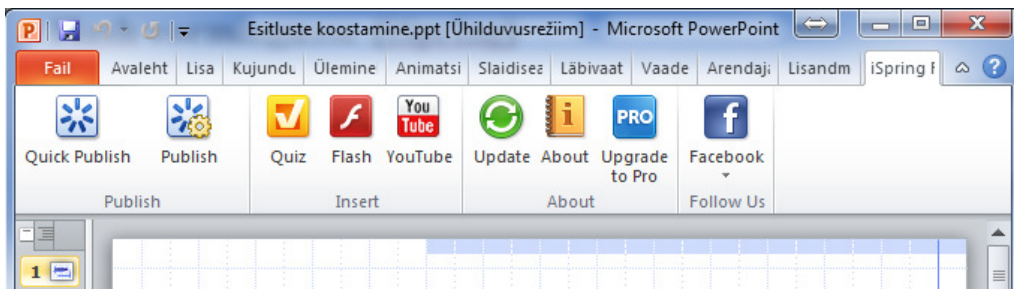 Esitluste koostamine.ppt [Ühilduvusrežiim] - Microsoft PowerPoint
Fail Avaleht Lisa Kujundu Ülemine Animatsi Slaidisea Läbivaat Vaade Arendaja Lisandm iSpring F
You
Tube
i PRO f
Quick Publish Publish Quiz Flash YouTube Update About Upgrade to Pro Facebook
Publish Insert About Follow Us
1